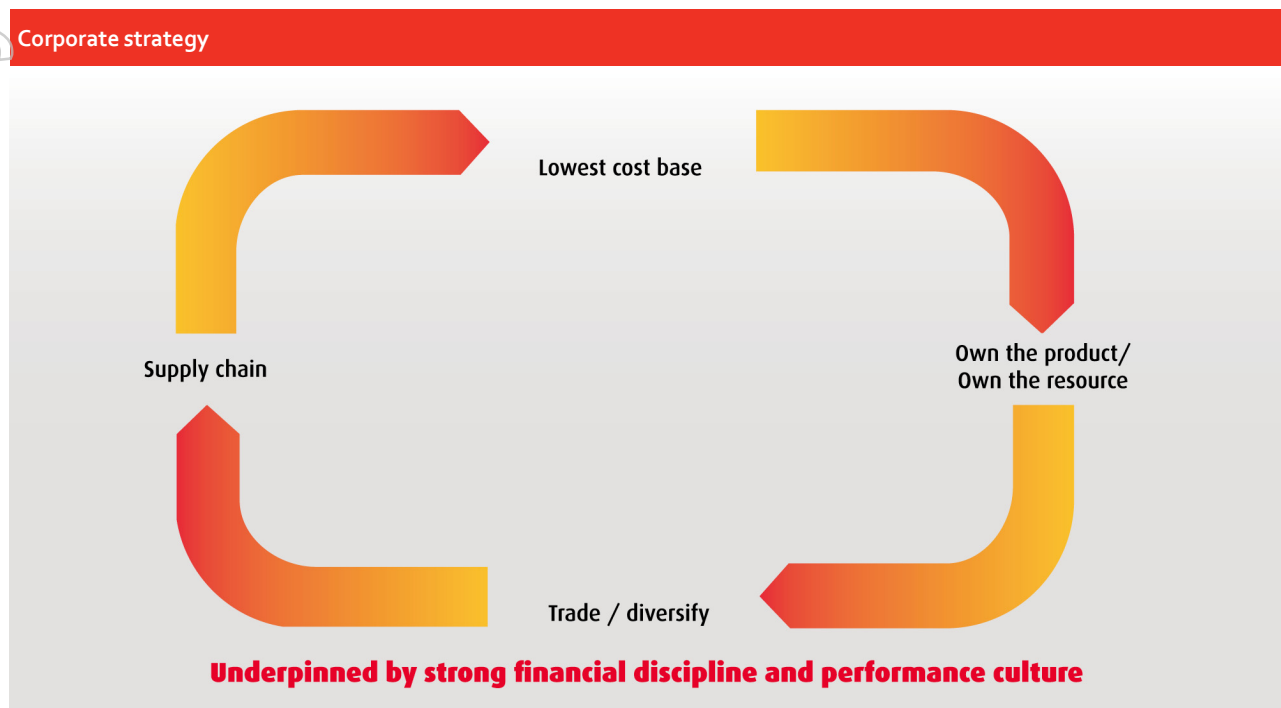 Corporate strategy
Lowest cost base
Supply chain
Own the product/
Own the resource
Trade / diversify
Underpinned by strong financial discipline and performance culture